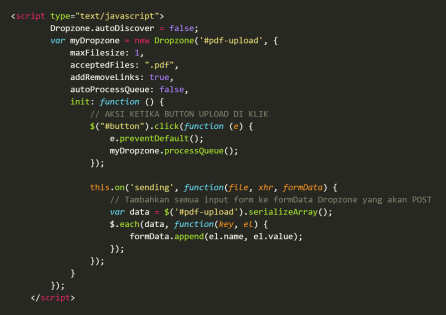 <script type="text/javascript">
Dropzone.autoDiscover = false;
var myDropzone = new Dropzone('#pdf-upload', {
maxFilesize: 1,
acceptedFiles: ".pdf",
addRemoveLinks: true,
autoProcessQueue: false,
init: function () {
// AKSI KETIKA BUTTON UPLOAD DI KLIK
$("#button").click(function (e) {
e.preventDefault();
myDropzone.processQueue();
});
this.on('sending', function(file, xhr, formData) {
// Tambahkan semua input form ke formData Dropzone yang akan POST
var data = $('#pdf-upload').serializeArray();
$.each(data, function(key, el) {
formData.append(el.name, el.value);
});
});
}
});
</script>